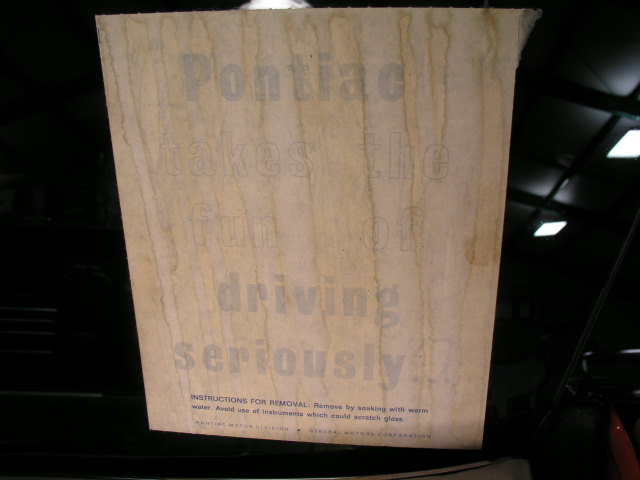 Pontiac
takes the
fun of
driving
seriously...
INSTRUCTIONS FOR REMOVAL: Remove by soaking with warm
water. Avoid use of instruments which could scratch glass.
PONTIAC MOTOR DIVISION • GENERAL MOTORS CORPORATION